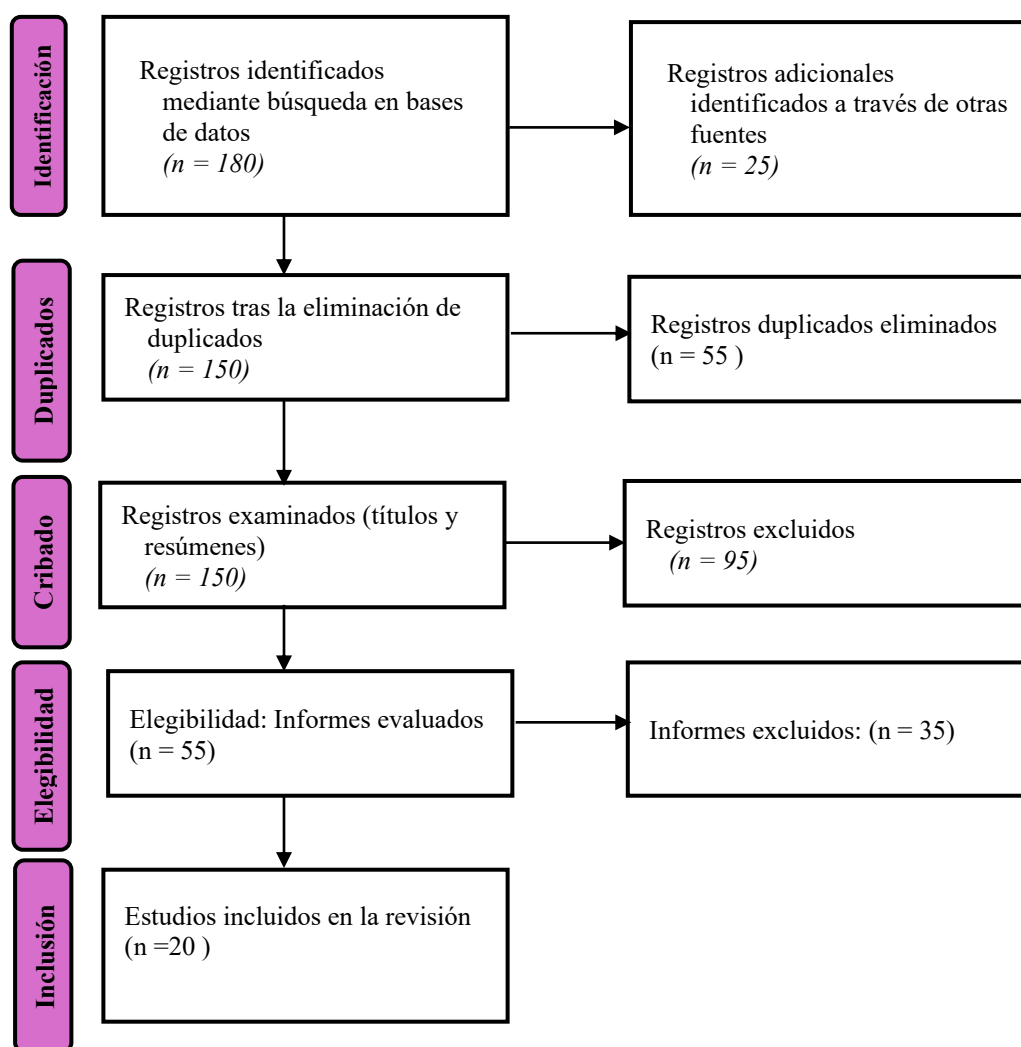 Identificación
Registros identificados
mediante búsqueda en bases
de datos
(n = 180)
Registros adicionales
identificados a través de otras
fuentes
(n = 25)
Duplicados
Registros tras la eliminación de
duplicados
(n = 150)
Registros duplicados eliminados
(n = 55 )
Cribado
Registros examinados (títulos y
resúmenes)
(n = 150)
Registros excluidos
(n = 95)
Elegibilidad
Elegibilidad: Informes evaluados
(n = 55)
Informes excluidos: (n = 35)
Inclusión
Estudios incluidos en la revisión
(n =20 )